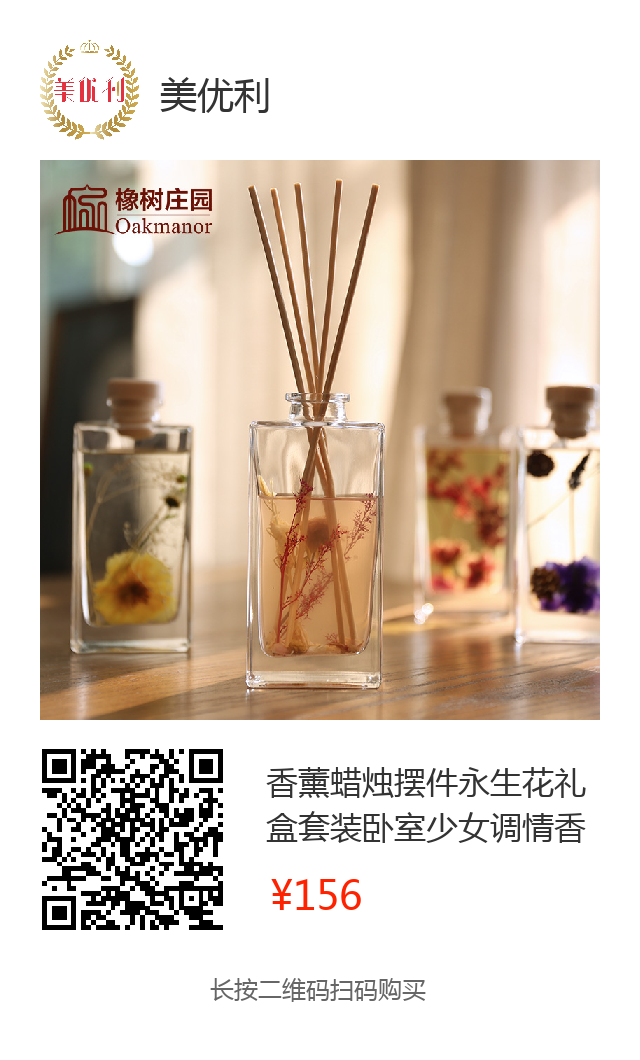 美优利
美优利
橡树庄园
Oakmanor
香薰蜡烛摆件永生花礼
盒套装卧室少女调情香
¥156
长按二维码扫码购买